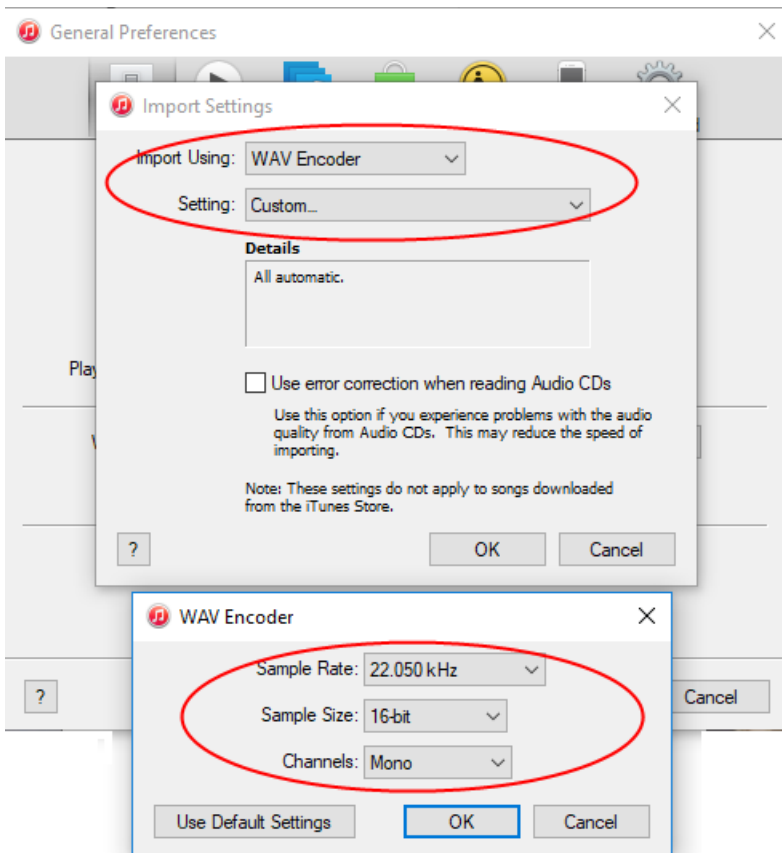 General Preferences
Import Settings
Import Using: WAV Encoder
Setting: Custom...
Details
All automatic.
Play
Use error correction when reading Audio CDs
Use this option if you experience problems with the audio
quality from Audio CDs. This may reduce the speed of
importing.
Note: These settings do not apply to songs downloaded
from the iTunes Store.
? OK Cancel
WAV Encoder
Sample Rate: 22.050 kHz
Sample Size: 16-bit
? Cancel
Channels: Mono
Use Default Settings OK Cancel